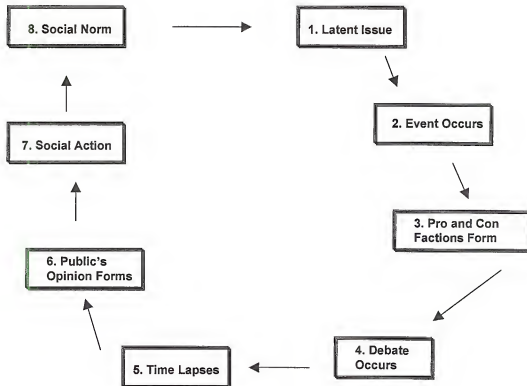 1. Latent Issue
2. Event Occurs
3. Pro and Con
Factions Form
4. Debate
Occurs
5. Time Lapses
6. Public's
Opinion Forms
7. Social Action
8. Social Norm